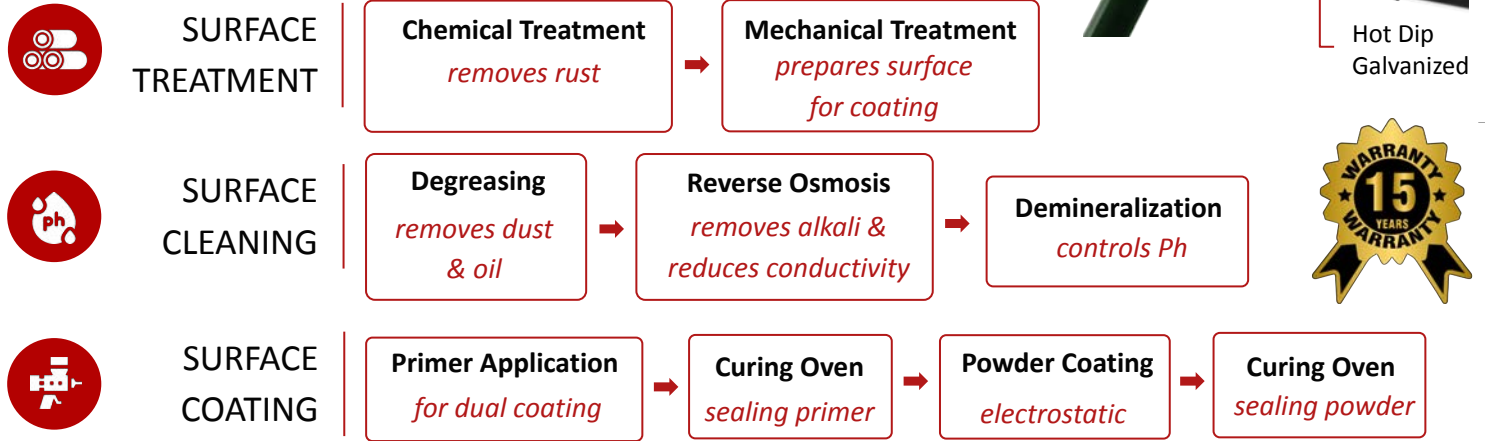 Hot Dip
Galvanized
SURFACE
TREATMENT
Chemical Treatment
removes rust
Mechanical Treatment
prepares surface
for coating
SURFACE
CLEANING
ph
Degreasing
removes dust
& oil
Reverse Osmosis
removes alkali &
reduces conductivity
Demineralization
controls Ph
WARRANTY
15
YEARS
WARRANTY
SURFACE
COATING
Primer Application
for dual coating
Curing Oven
sealing primer
Powder Coating
electrostatic
Curing Oven
sealing powder